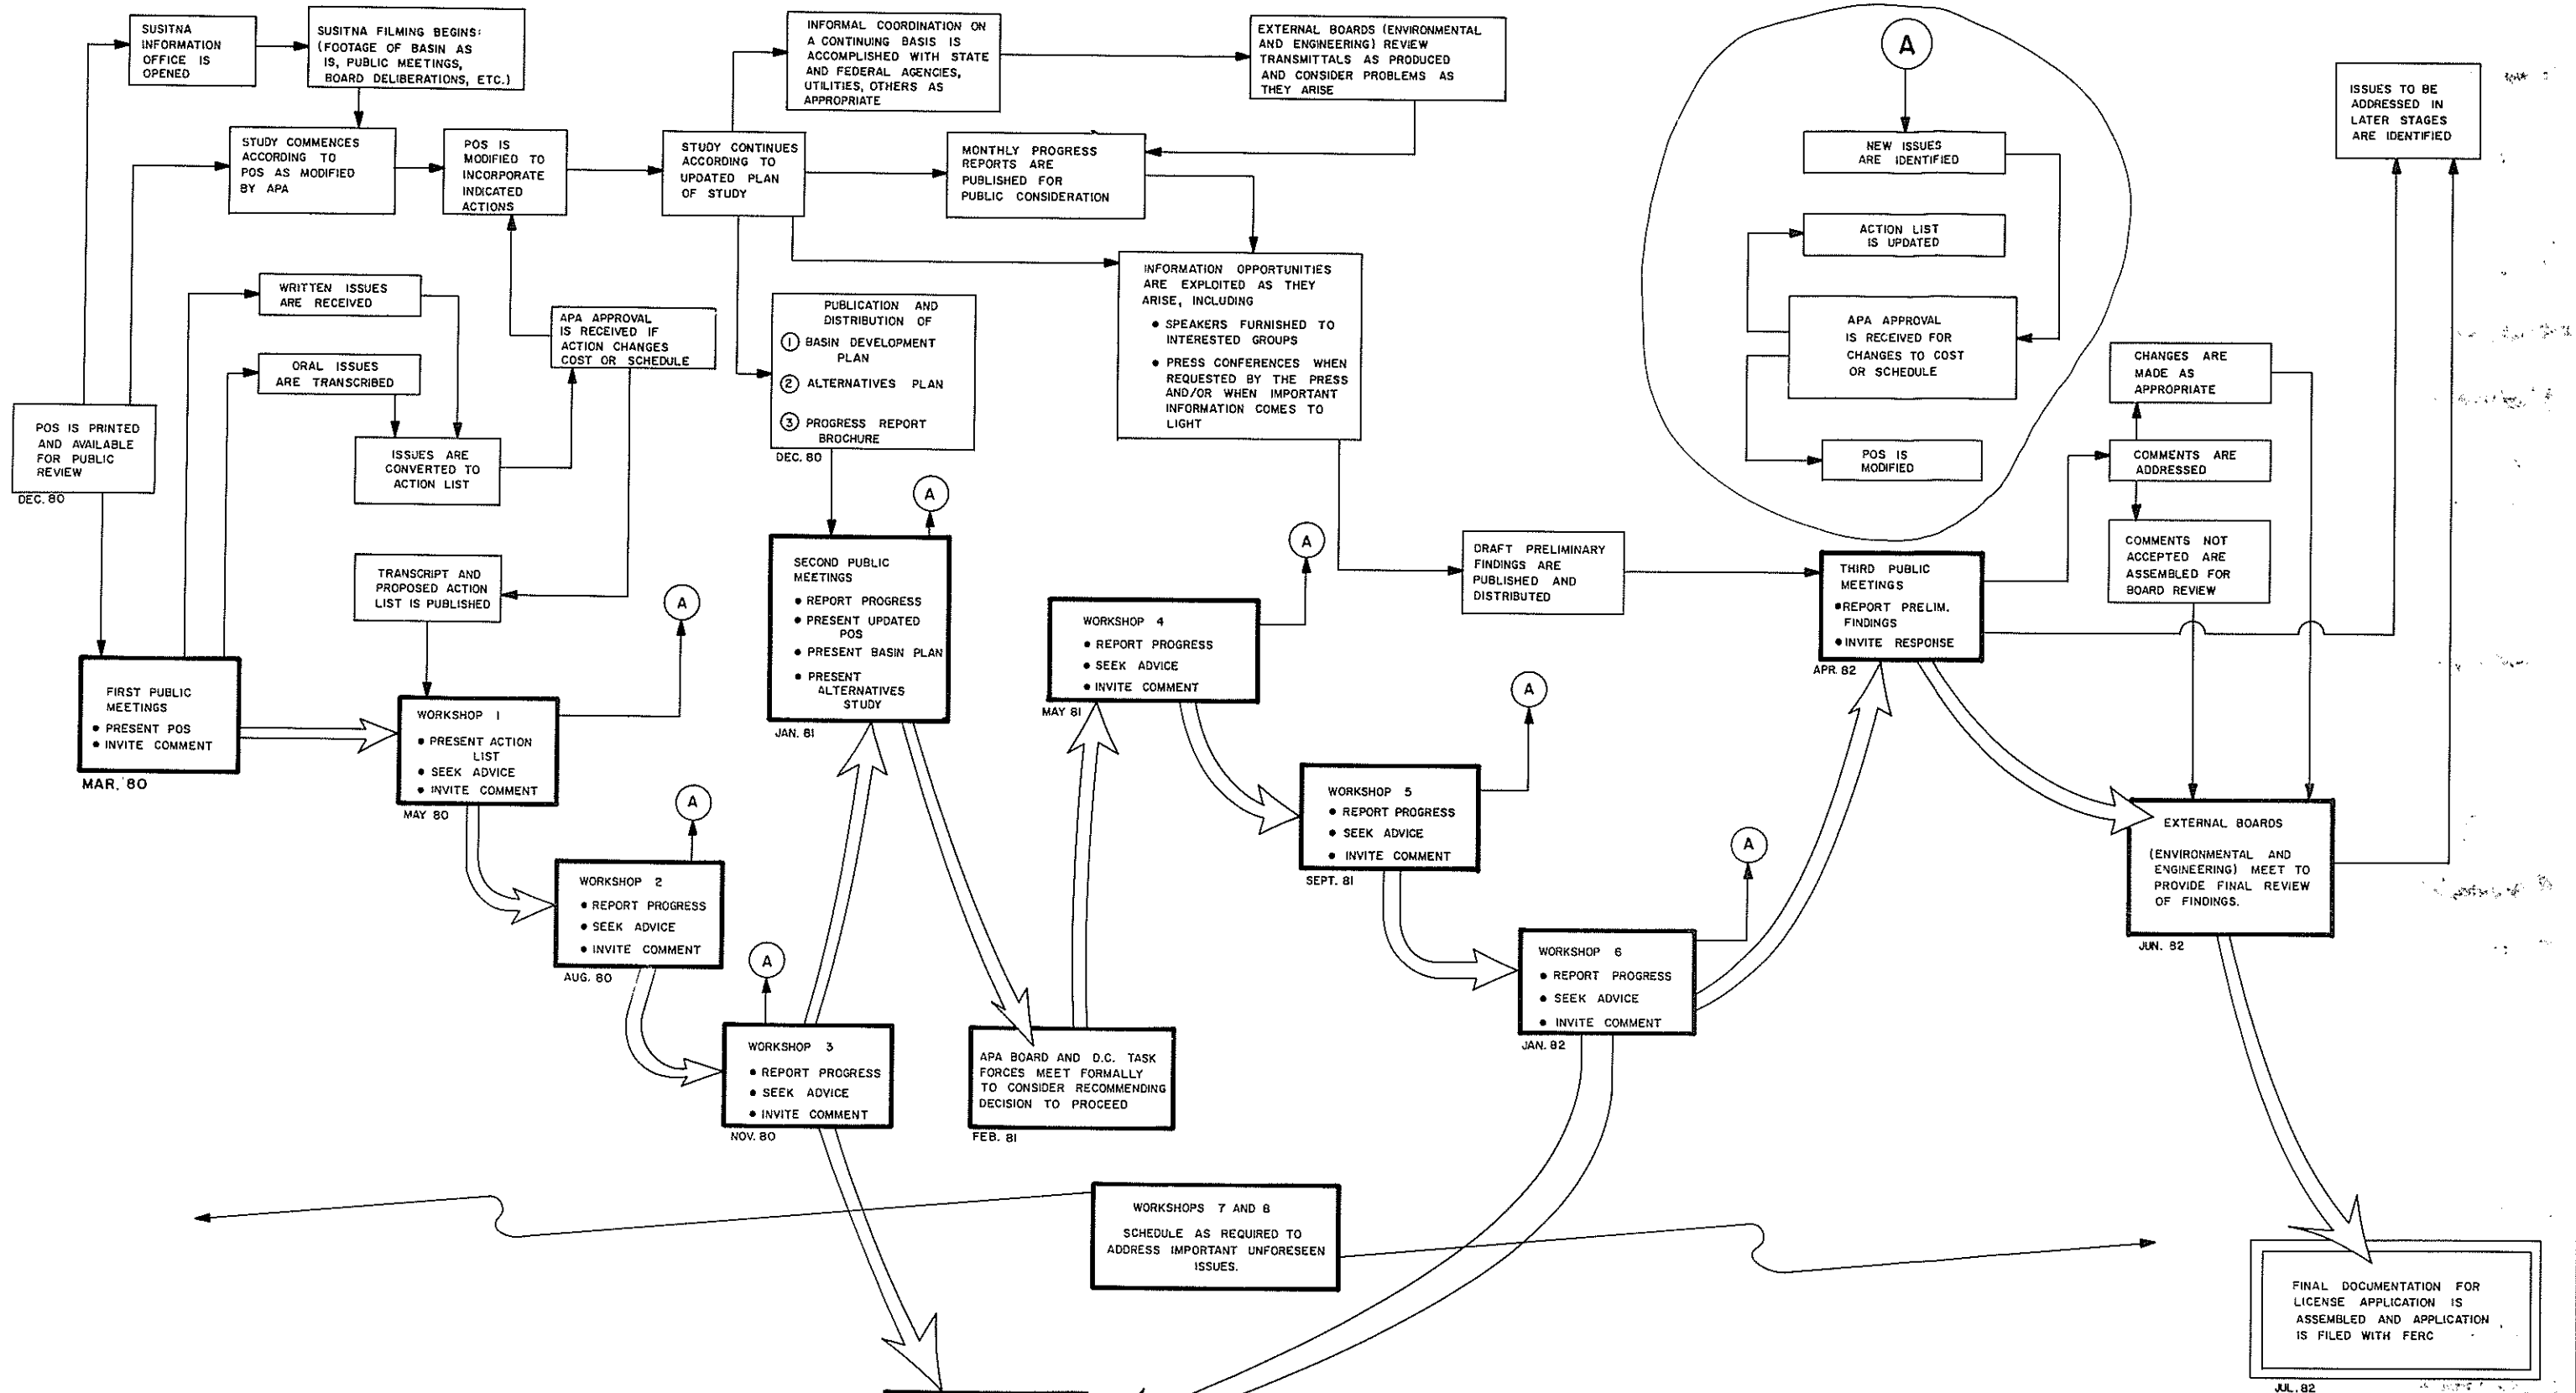 SUSITNA
INFORMATION
OFFICE IS
OPENED
SUSITNA FILMING BEGINS:
(FOOTAGE OF BASIN AS
IS, PUBLIC MEETINGS,
BOARD DELIBERATIONS, ETC.)
INFORMAL COORDINATION ON
A CONTINUING BASIS IS
ACCOMPLISHED WITH STATE
AND FEDERAL AGENCIES,
UTILITIES, OTHERS AS
APPROPRIATE
EXTERNAL BOARDS (ENVIRONMENTAL
AND ENGINEERING) REVIEW
TRANSMITTALS AS PRODUCED
AND CONSIDER PROBLEMS AS
THEY ARISE
STUDY COMMENCES
ACCORDING TO
POS AS MODIFIED
BY APA
POS IS
MODIFIED TO
INCORPORATE
INDICATED
ACTIONS
STUDY CONTINUES
ACCORDING TO
UPDATED PLAN
OF STUDY
MONTHLY PROGRESS
REPORTS ARE
PUBLISHED FOR
PUBLIC CONSIDERATION
A
NEW ISSUES
ARE IDENTIFIED
ACTION LIST
IS UPDATED
APA APPROVAL
IS RECEIVED FOR
CHANGES TO COST
OR SCHEDULE
POS IS
MODIFIED
ISSUES TO BE
ADDRESSED IN
LATER STAGES
ARE IDENTIFIED
WRITTEN ISSUES
ARE RECEIVED
ORAL ISSUES
ARE TRANSCRIBED
APA APPROVAL
IS RECEIVED IF
ACTION CHANGES
COST OR SCHEDULE
PUBLICATION AND
DISTRIBUTION OF
1 BASIN DEVELOPMENT
PLAN
2 ALTERNATIVES PLAN
3 PROGRESS REPORT
BROCHURE
DEC. 80
INFORMATION OPPORTUNITIES
ARE EXPLOITED AS THEY
ARISE, INCLUDING
• SPEAKERS FURNISHED TO
INTERESTED GROUPS
• PRESS CONFERENCES WHEN
REQUESTED BY THE PRESS
AND/OR WHEN IMPORTANT
INFORMATION COMES TO
LIGHT
CHANGES ARE
MADE AS
APPROPRIATE
COMMENTS ARE
ADDRESSED
COMMENTS NOT
ACCEPTED ARE
ASSEMBLED FOR
BOARD REVIEW
POS IS PRINTED
AND AVAILABLE
FOR PUBLIC
REVIEW
DEC. 80
ISSUES ARE
CONVERTED TO
ACTION LIST
TRANSCRIPT AND
PROPOSED ACTION
LIST IS PUBLISHED
FIRST PUBLIC
MEETINGS
• PRESENT POS
• INVITE COMMENT
MAR. '80
A
WORKSHOP 1
• PRESENT ACTION
LIST
• SEEK ADVICE
• INVITE COMMENT
MAY 80
A
WORKSHOP 2
• REPORT PROGRESS
• SEEK ADVICE
• INVITE COMMENT
AUG. 80
A
WORKSHOP 3
• REPORT PROGRESS
• SEEK ADVICE
• INVITE COMMENT
NOV. 80
A
SECOND PUBLIC
MEETINGS
• REPORT PROGRESS
• PRESENT UPDATED
POS
• PRESENT BASIN PLAN
• PRESENT
ALTERNATIVES
STUDY
JAN. 81
APA BOARD AND D.C. TASK
FORCES MEET FORMALLY
TO CONSIDER RECOMMENDING
DECISION TO PROCEED
FEB. 81
A
WORKSHOP 4
• REPORT PROGRESS
• SEEK ADVICE
• INVITE COMMENT
MAY 81
A
WORKSHOP 5
• REPORT PROGRESS
• SEEK ADVICE
• INVITE COMMENT
SEPT. 81
A
WORKSHOP 6
• REPORT PROGRESS
• SEEK ADVICE
• INVITE COMMENT
JAN. 82
DRAFT PRELIMINARY
FINDINGS ARE
PUBLISHED AND
DISTRIBUTED
THIRD PUBLIC
MEETINGS
• REPORT PRELIM.
FINDINGS
• INVITE RESPONSE
APR. 82
EXTERNAL BOARDS
(ENVIRONMENTAL AND
ENGINEERING) MEET TO
PROVIDE FINAL REVIEW
OF FINDINGS.
JUN. 82
WORKSHOPS 7 AND 8
SCHEDULE AS REQUIRED TO
ADDRESS IMPORTANT UNFORESEEN
ISSUES.
FINAL DOCUMENTATION FOR
LICENSE APPLICATION IS
ASSEMBLED AND APPLICATION
IS FILED WITH FERC
JUL. 82